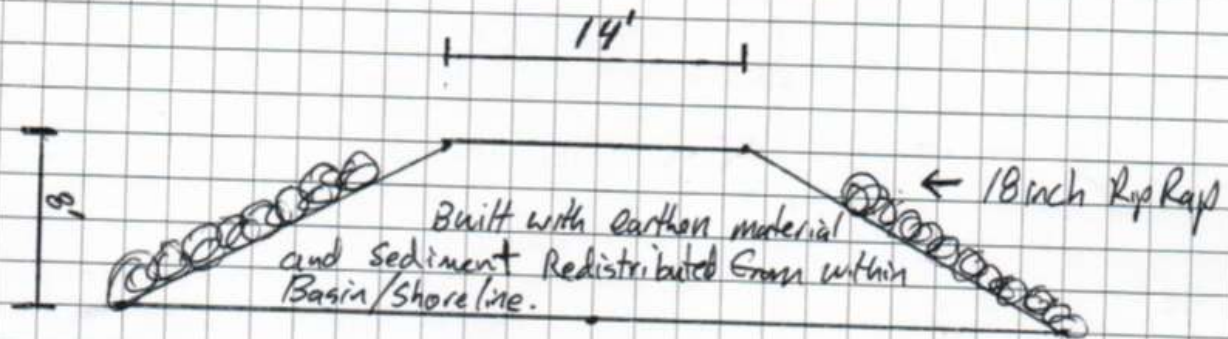 14'
8'
← 18 inch Rip Rap
Built with earthen material
and Sediment Redistributed From within
Basin/Shoreline.